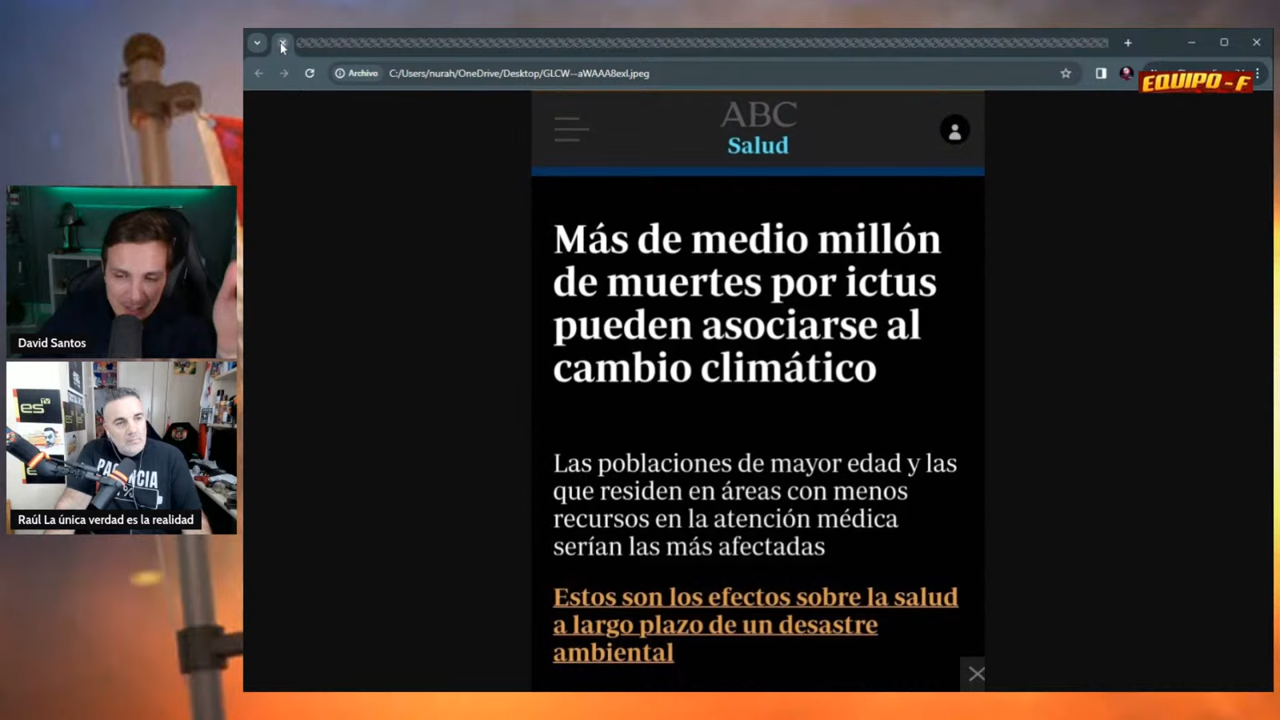 Archivo
C:/Users/nurah/OneDrive/Desktop/GLCW--aWAAA8exl.jpeg
EQUIPO-F
ABC
Salud
Más de medio millón
de muertes por ictus
pueden asociarse al
cambio climático
Las poblaciones de mayor edad y las
que residen en áreas con menos
recursos en la atención médica
serían las más afectadas
Estos son los efectos sobre la salud
a largo plazo de un desastre
ambiental
David Santos
es
Raúl La única verdad es la realidad